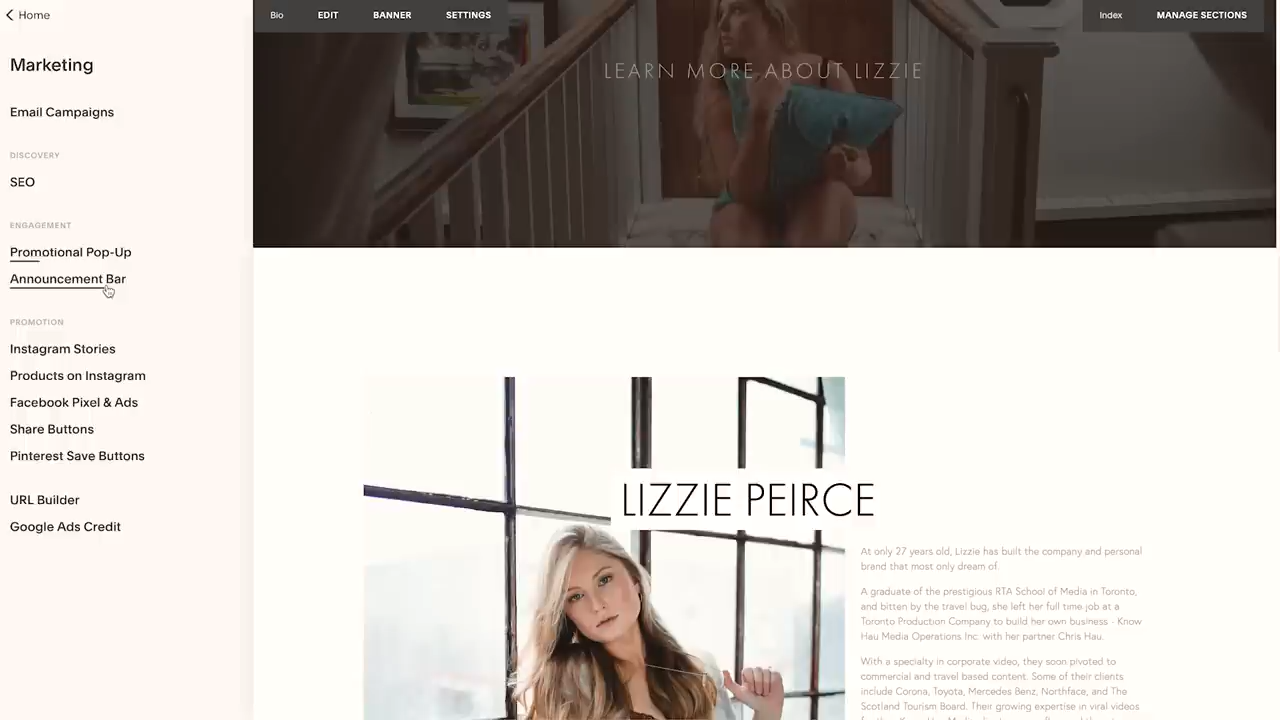 Home
Marketing
Email Campaigns
DISCOVERY
SEO
ENGAGEMENT
Promotional Pop-Up
Announcement Bar
PROMOTION
Instagram Stories
Products on Instagram
Facebook Pixel & Ads
Share Buttons
Pinterest Save Buttons
URL Builder
Google Ads Credit
Bio EDIT BANNER SETTINGS
Index MANAGE SECTIONS
LEARN MORE ABOUT LIZZIE
LIZZIE PEIRCE
At only 27 years old, Lizzie has built the company and personal
brand that most only dream of.
A graduate of the prestigious RTA School of Media in Toronto,
and bitten by the travel bug, she left her full time job at a
Toronto Production Company to build her own business - Know
Hau Media Operations Inc. with her partner Chris Hau.
With a specialty in corporate video, they soon pivoted to
commercial and travel based content. Some of their clients
include Corona, Toyota, Mercedes Benz, Northface, and The
Scotland Tourism Board. Their growing expertise in viral videos